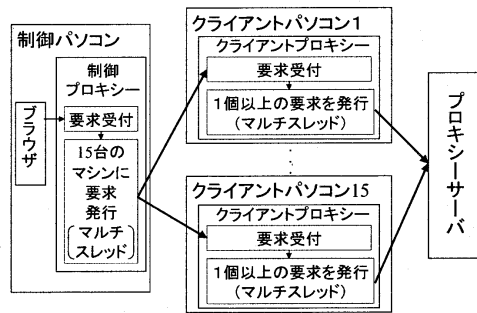 制御パソコン
制御
プロキシー
ブラウザ
要求受付
15台の
マシンに
要求
発行
(マルチ
スレッド)
クライアントパソコン1
クライアントプロキシー
要求受付
1個以上の要求を発行
(マルチスレッド)
クライアントパソコン15
クライアントプロキシー
要求受付
1個以上の要求を発行
(マルチスレッド)
プロキシーサーバ